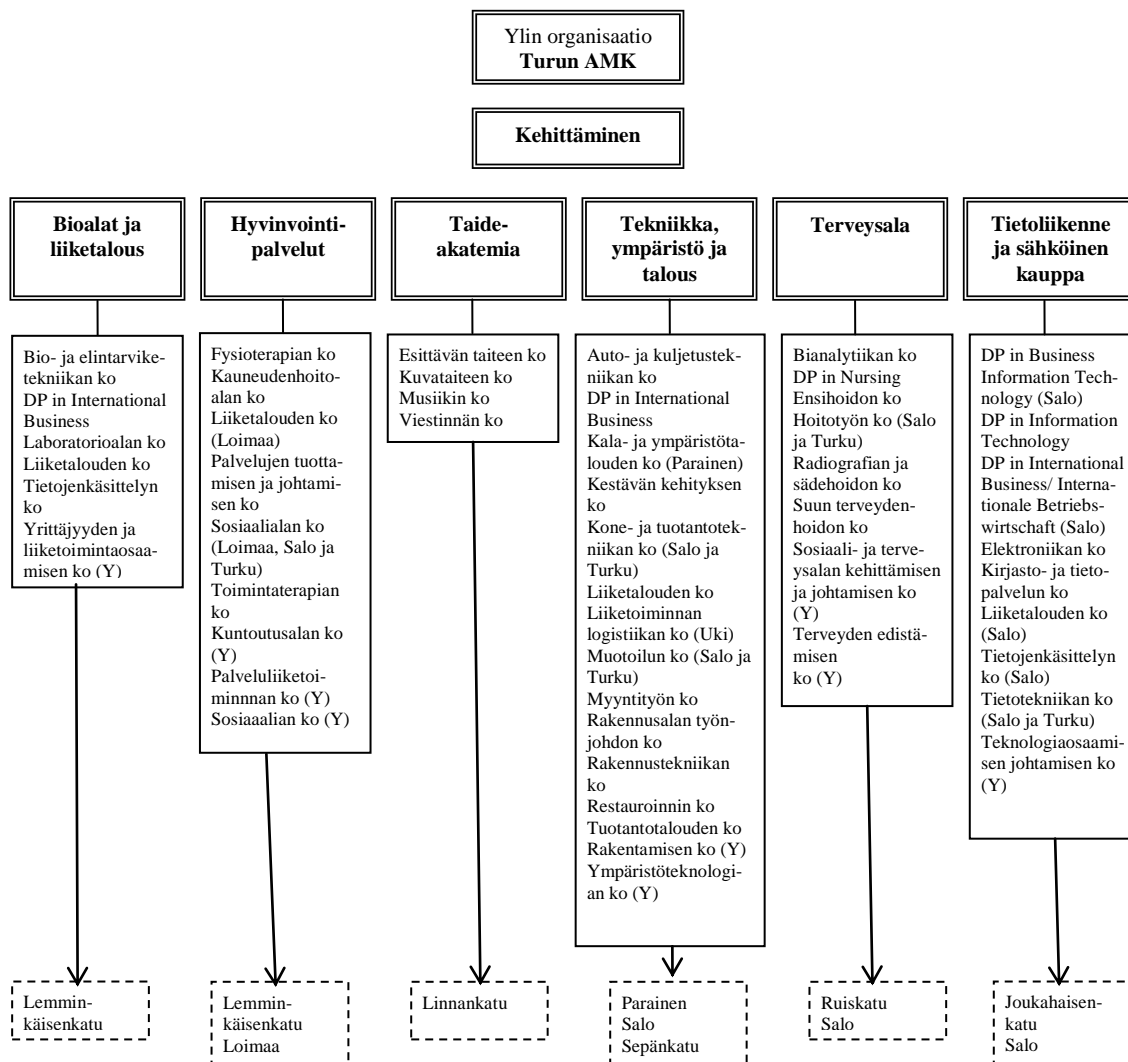 Ylin organisaatio
Turun AMK
Kehittäminen
Bioalat ja
liiketalous
Hyvinvointi-
palvelut
Taide-
akatemia
Tekniikka,
ympäristö ja
talous
Terveysala
Tietoliikenne
ja sähköinen
kauppa
Bio- ja elintarvike-
tekniikan ko
DP in International
Business
Laboratorioalan ko
Liiketalouden ko
Tietojenkäsittelyn
ko
Yrittäjyyden ja
liiketoimintaosaa-
misen ko (Y)
Fysioterapian ko
Kauneudenhoito-
alan ko
Liiketalouden ko
(Loimaa)
Palvelujen tuotta-
misen ja johtami-
sen ko
Sosiaalialan ko
(Loimaa, Salo ja
Turku)
Toimintaterapian
ko
Kuntoutusalan ko
(Y)
Palveluliiketoi-
minnnan ko (Y)
Sosiaaalian ko (Y)
Esittävän taiteen ko
Kuvataiteen ko
Musiikin ko
Viestinnän ko
Auto- ja kuljetustek-
niikan ko
DP in International
Business
Kala- ja ympäristöta-
louden ko (Parainen)
Kestävän kehityksen
ko
Kone- ja tuotantotek-
niikan ko (Salo ja
Turku)
Liiketalouden ko
Liiketoiminnan
logistiikan ko (Uki)
Muotoilun ko (Salo ja
Turku)
Myyntityön ko
Rakennusalan työn-
johdon ko
Rakennustekniikan
ko
Restauroinnin ko
Tuotantotalouden ko
Rakentamisen ko (Y)
Ympäristöteknologi-
an ko (Y)
Bianalytiikan ko
DP in Nursing
Ensihoidon ko
Hoitotyön ko (Salo
ja Turku)
Radiografian ja
sädehoidon ko
Suun terveyden-
hoidon ko
Sosiaali- ja terve-
ysalan kehittämisen
ja johtamisen ko
(Y)
Terveyden edistä-
misen
ko (Y)
DP in Business
Information Tech-
nology (Salo)
DP in Information
Technology
DP in International
Business/ Interna-
tionale Betriebs-
wirtschaft (Salo)
Elektroniikan ko
Kirjasto- ja tieto-
palvelun ko
Liiketalouden ko
(Salo)
Tietojenkäsittelyn
ko (Salo)
Tietotekniikan ko
(Salo ja Turku)
Teknologiaosaami-
sen johtamisen ko
(Y)
Lemmin-
käisenkatu
Lemmin-
käisenkatu
Loimaa
Linnankatu
Parainen
Salo
Sepänkatu
Ruiskatu
Salo
Joukahaisen-
katu
Salo